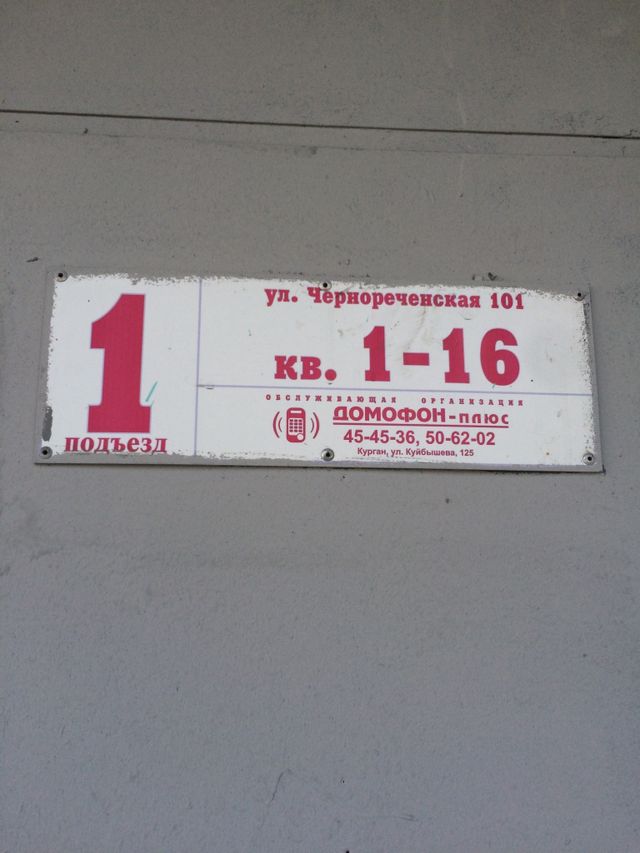 1
подъезд
ул. Чернореченская 101
кв. 1-16
ОБСЛУЖИВАЮЩАЯ ОРГАНИЗАЦИЯ
ДОМОФОН-плюс
45-45-36, 50-62-02
Курган, ул. Куйбышева, 125